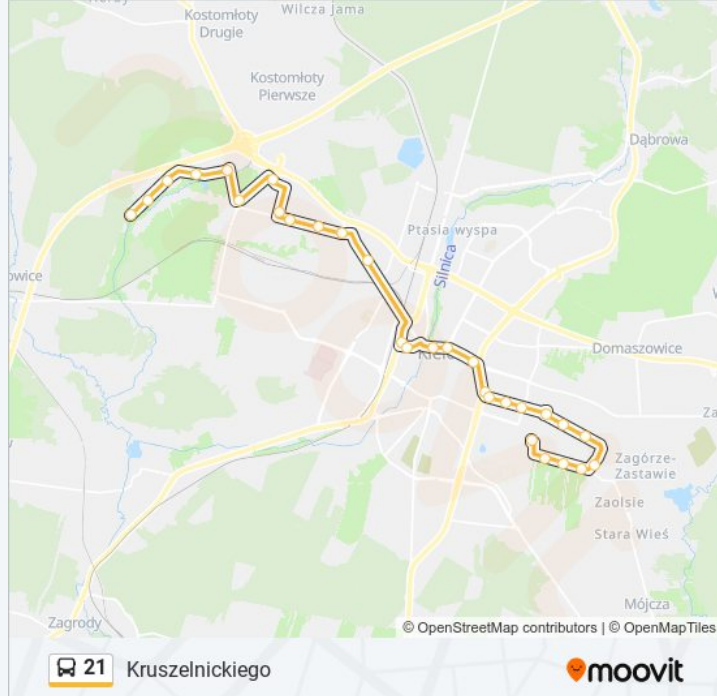 Wilcza jama
Kostomłoty
Drugie
Kostomłoty
Pierwsze
Dąbrowa
Ptasia wyspa
Silnica
owice
Domaszowice
Za
Zagórze-
Zastawie
Zaolsie
Stara Wieś
Mójcza
Zagrody
© OpenStreetMap contributors | © OpenMapTiles
21 Kruszelnickiego
moovit